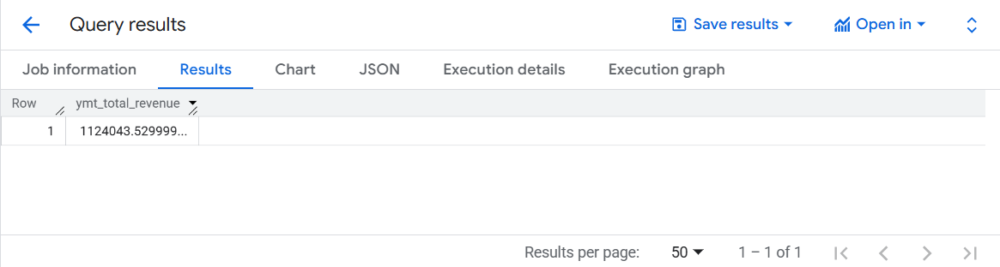 Query results Save results Open in
Job information Results Chart JSON Execution details Execution graph
Row ymt_total_revenue
1 1124043.529999...
Results per page: 50 1 – 1 of 1